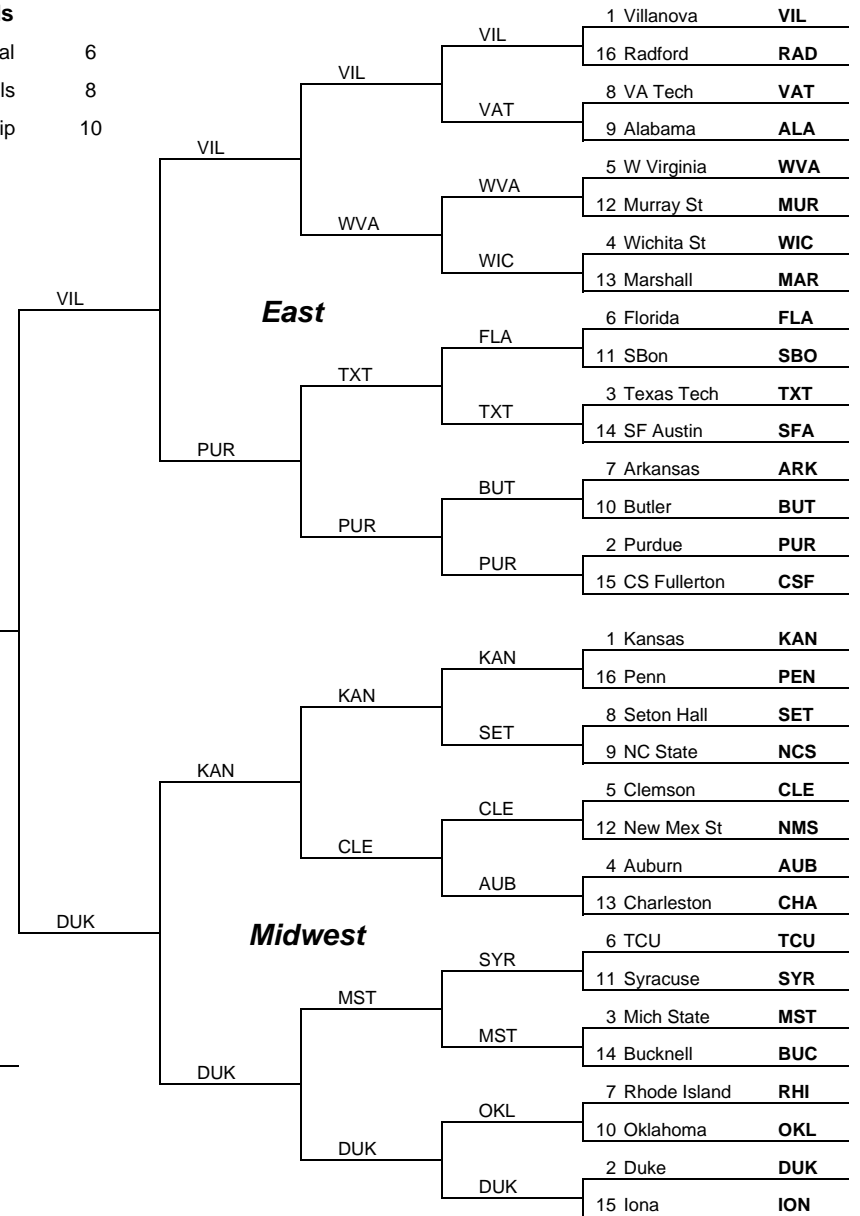 ls
al 6
ls 8
ip 10
1 Villanova VIL
VIL
16 Radford RAD
VIL
8 VA Tech VAT
VAT
9 Alabama ALA
VIL
5 W Virginia WVA
WVA
12 Murray St MUR
WVA
4 Wichita St WIC
WIC
13 Marshall MAR
VIL
East
6 Florida FLA
FLA
11 SBon SBO
TXT
3 Texas Tech TXT
TXT
14 SF Austin SFA
PUR
7 Arkansas ARK
BUT
10 Butler BUT
PUR
2 Purdue PUR
PUR
15 CS Fullerton CSF
1 Kansas KAN
KAN
16 Penn PEN
KAN
8 Seton Hall SET
SET
9 NC State NCS
KAN
5 Clemson CLE
CLE
12 New Mex St NMS
CLE
4 Auburn AUB
AUB
13 Charleston CHA
DUK
Midwest
6 TCU TCU
SYR
11 Syracuse SYR
MST
3 Mich State MST
MST
14 Bucknell BUC
DUK
7 Rhode Island RHI
OKL
10 Oklahoma OKL
DUK
2 Duke DUK
DUK
15 Iona ION